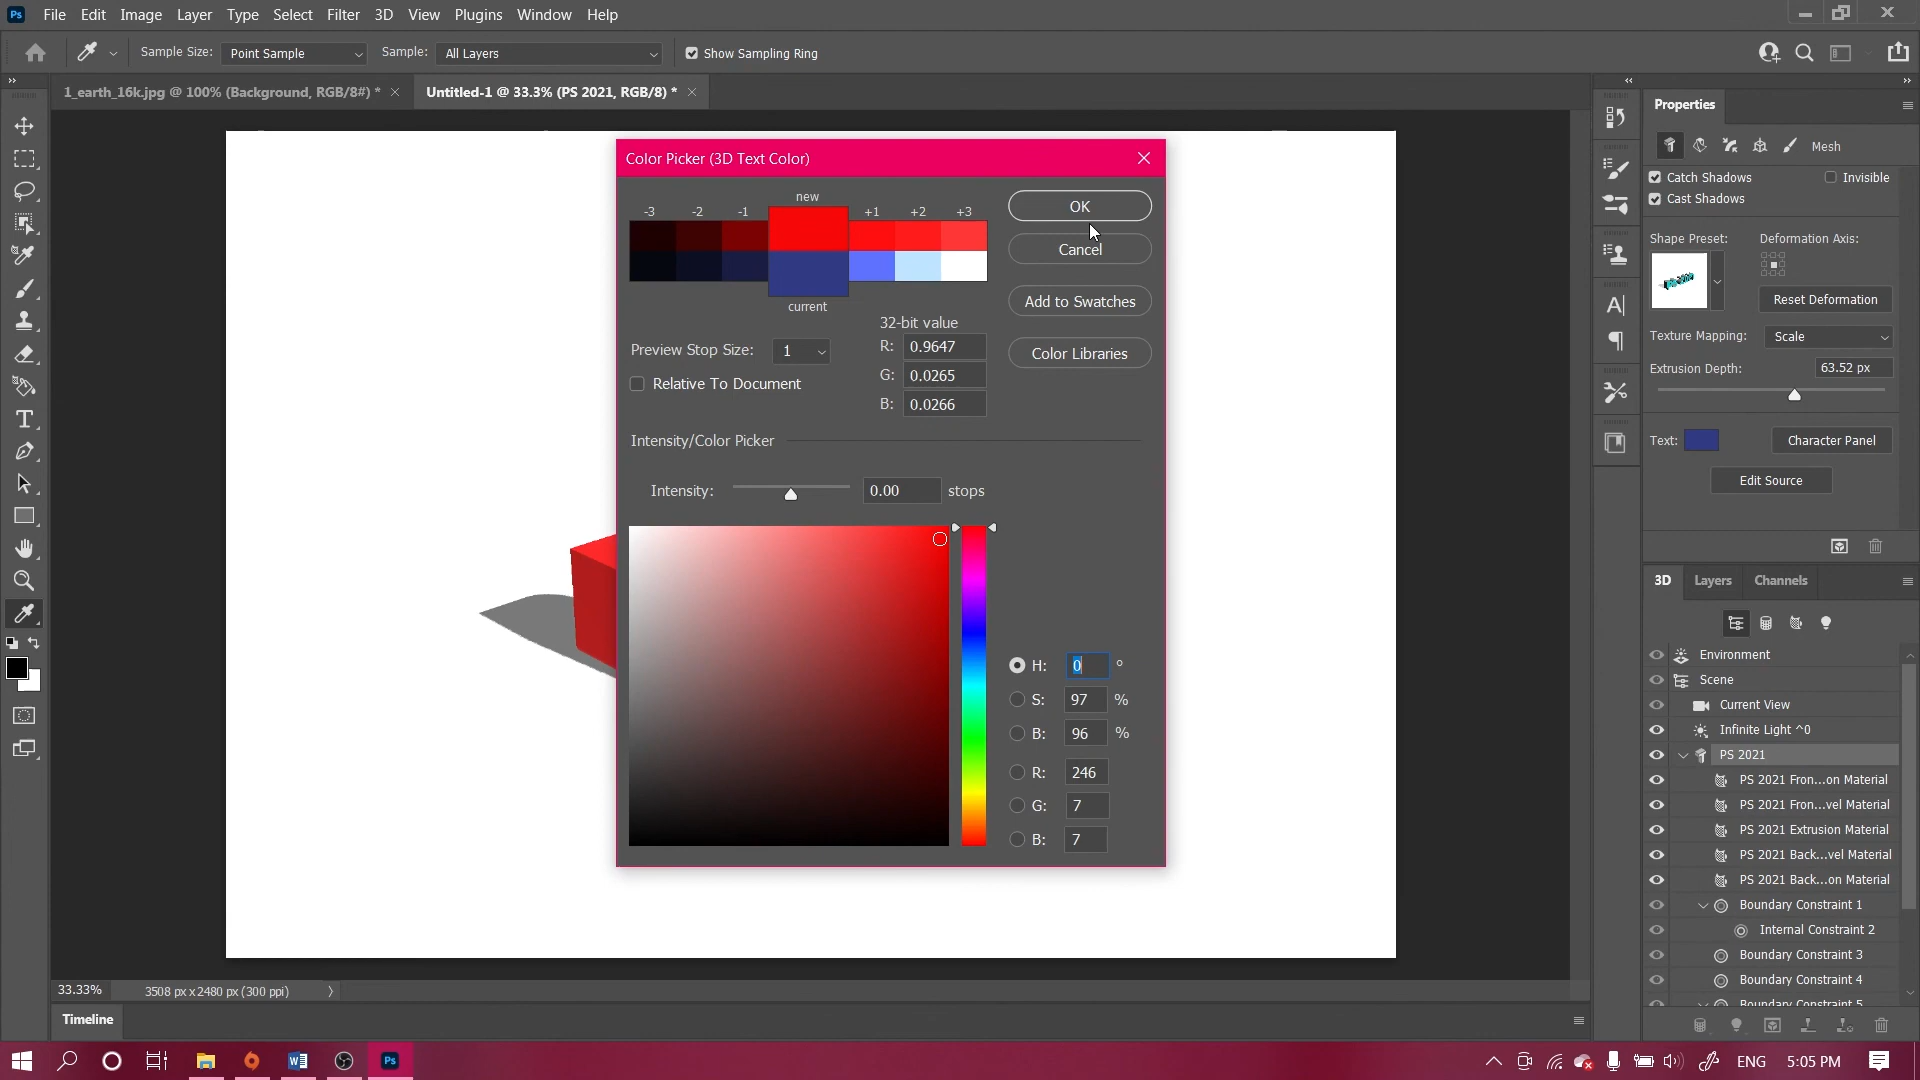 Ps File Edit Image Layer Type Select Filter 3D View Plugins Window Help
Sample Size: Point Sample Sample: All Layers Show Sampling Ring
1_earth_16k.jpg @ 100% (Background, RGB/8#) * Untitled-1 @ 33.3% (PS 2021, RGB/8) *
Color Picker (3D Text Color)
new
-3 -2 -1 +1 +2 +3
current
OK
Cancel
Add to Swatches
Color Libraries
32-bit value
Preview Stop Size: 1
R: 0.9647
Relative To Document
G: 0.0265
B: 0.0266
Intensity/Color Picker
Intensity: 0.00 stops
H: 0 °
S: 97 %
B: 96 %
R: 246
G: 7
B: 7
Properties
Mesh
Catch Shadows Invisible
Cast Shadows
Shape Preset: Deformation Axis:
Reset Deformation
Texture Mapping: Scale
Extrusion Depth: 63.52 px
Text: Character Panel
Edit Source
3D Layers Channels
Environment
Scene
Current View
Infinite Light ^0
PS 2021
PS 2021 Fron...on Material
PS 2021 Fron...vel Material
PS 2021 Extrusion Material
PS 2021 Back...vel Material
PS 2021 Back...on Material
Boundary Constraint 1
Internal Constraint 2
Boundary Constraint 3
Boundary Constraint 4
Boundary Constraint 5
33.33% 3508 px x 2480 px (300 ppi)
Timeline
Ps
ENG 5:05 PM